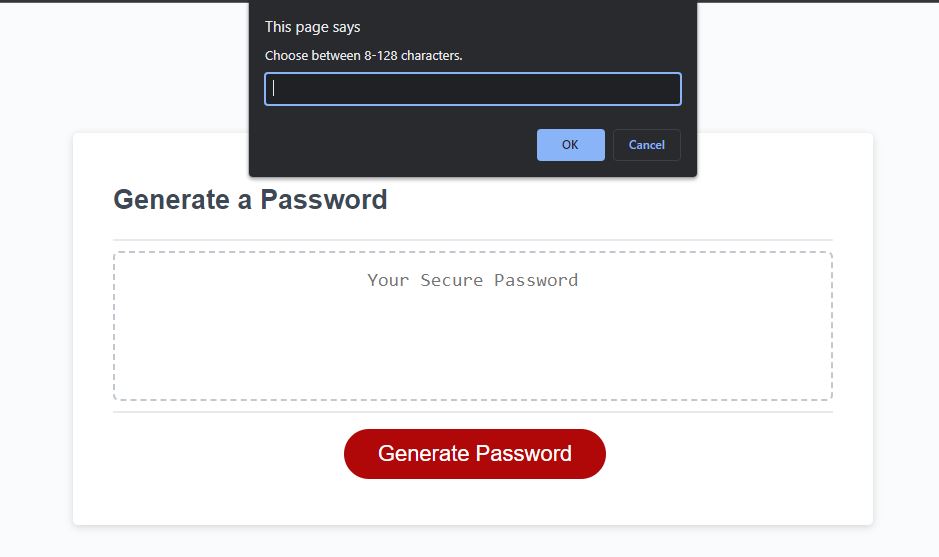 This page says
Choose between 8-128 characters.
OK
Cancel
Generate a Password
Your Secure Password
Generate Password